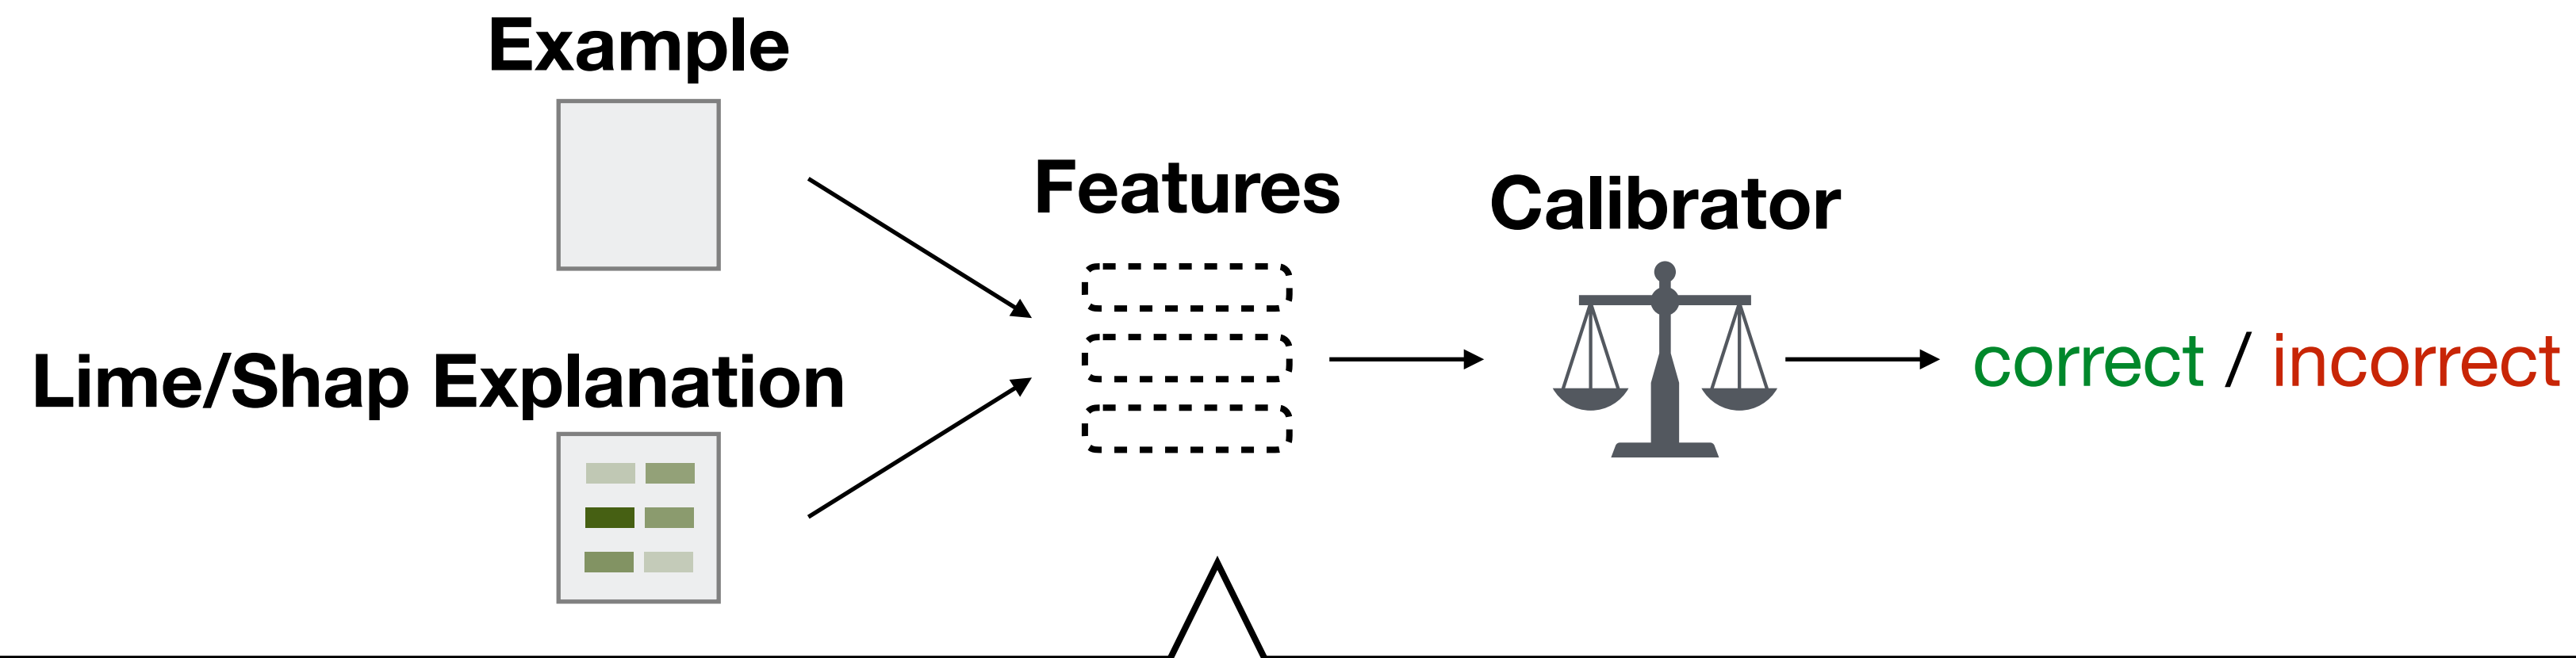 Example
Lime/Shap Explanation
Features
Calibrator
correct / incorrect